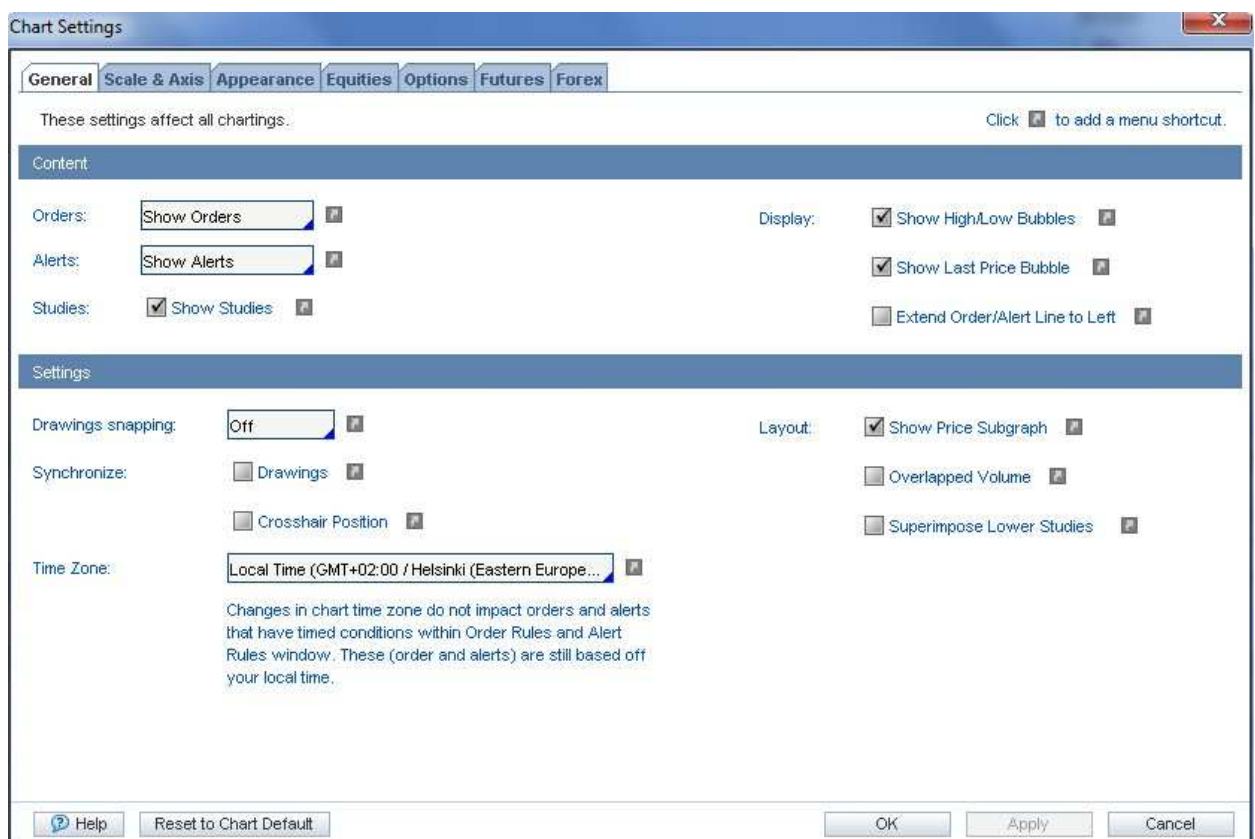 Chart Settings
General Scale & Axis Appearance Equities Options Futures Forex
These settings affect all chartings.
Click to add a menu shortcut.
Content
Orders: Show Orders
Display: Show High/Low Bubbles
Alerts: Show Alerts
Show Last Price Bubble
Studies: Show Studies
Extend Order/Alert Line to Left
Settings
Drawings snapping: Off
Layout: Show Price Subgraph
Synchronize: Drawings
Overlapped Volume
Crosshair Position
Superimpose Lower Studies
Time Zone: Local Time (GMT+02:00 / Helsinki (Eastern Europe...
Changes in chart time zone do not impact orders and alerts
that have timed conditions within Order Rules and Alert
Rules window. These (order and alerts) are still based off
your local time.
Help Reset to Chart Default OK Apply Cancel